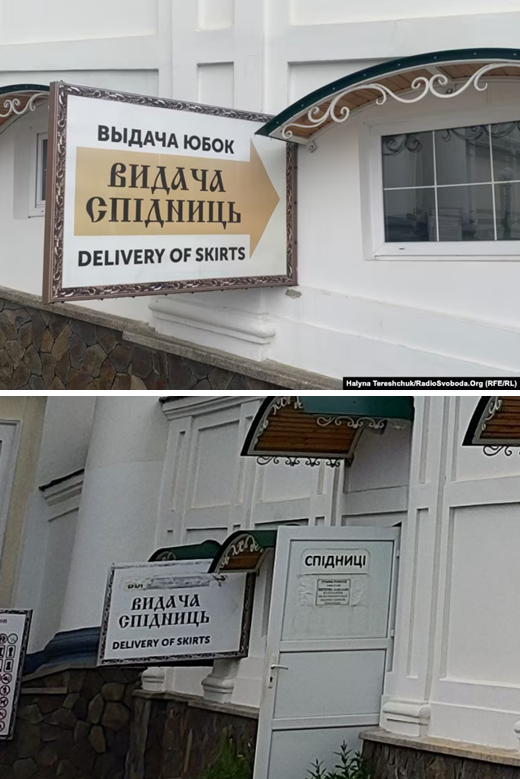 ВЫДАЧА ЮБОК
ВИДАЧА
СПІДНИЦЬ
DELIVERY OF SKIRTS
Halyna Tereshchuk/RadioSvoboda.Org (RFE/RL)
СПІДНИЦІ
ВЫ
ВИДАЧА
СПІДНИЦЬ
DELIVERY OF SKIRTS